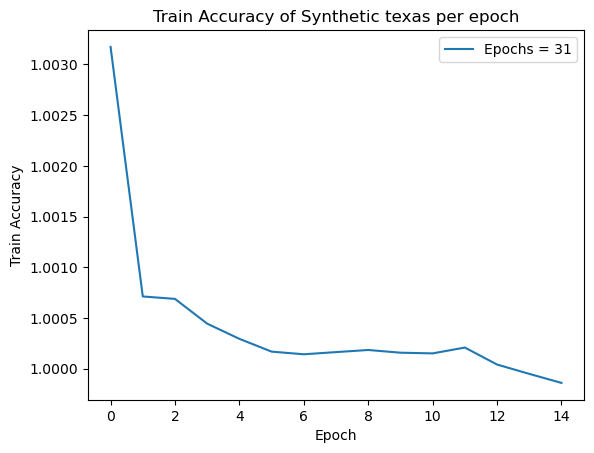 Train Accuracy of Synthetic texas per epoch
Epochs = 31
1.0030
1.0025
1.0020
1.0015
1.0010
1.0005
1.0000
Train Accuracy
0 2 4 6 8 10 12 14
Epoch